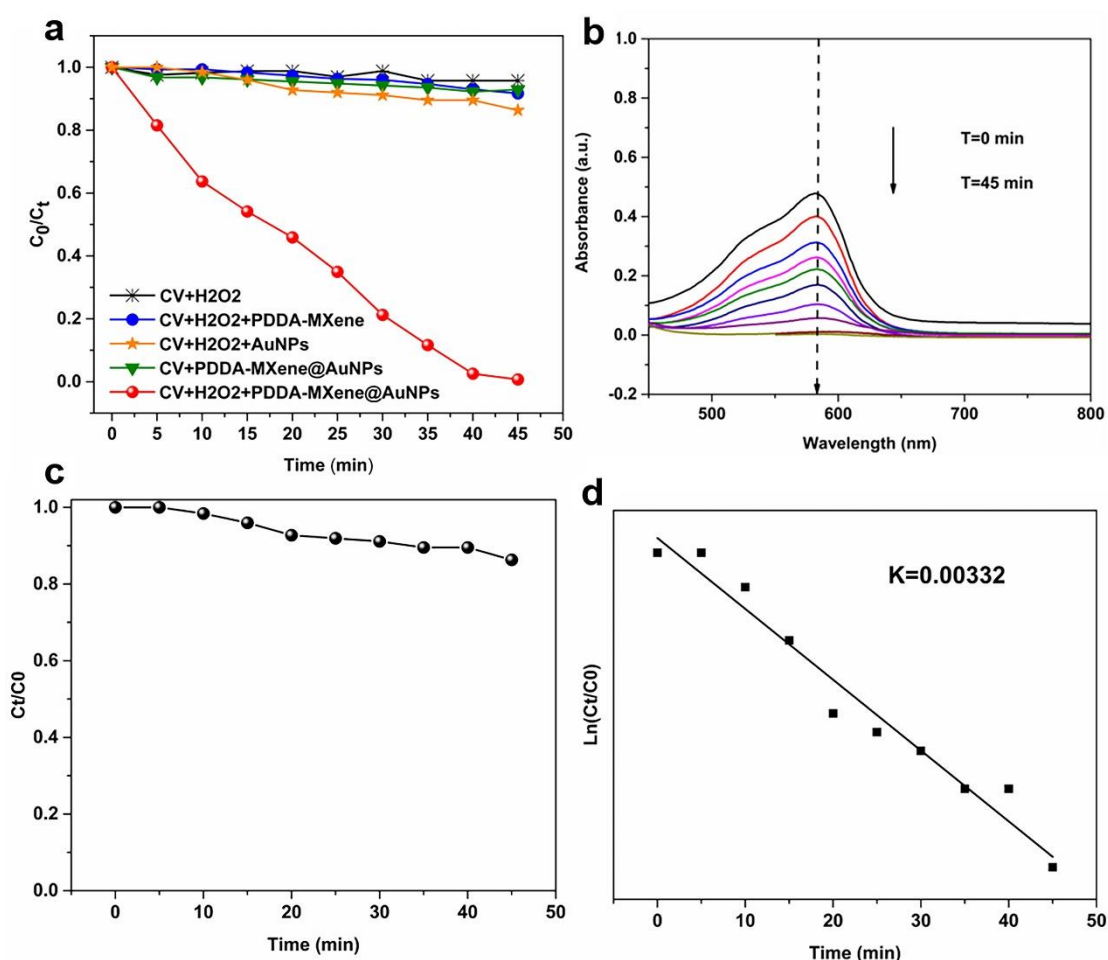 a
1.0
0.8
0.6
0.4
0.2
0.0
C0/Ct
CV+H2O2
CV+H2O2+PDDA-MXene
CV+H2O2+AuNPs
CV+PDDA-MXene@AuNPs
CV+H2O2+PDDA-MXene@AuNPs
0 5 10 15 20 25 30 35 40 45 50
Time (min)
b
1.0
0.8
0.6
0.4
0.2
0.0
-0.2
Absorbance (a.u.)
T=0 min
T=45 min
500 600 700 800
Wavelength (nm)
c
1.0
0.8
0.6
0.4
0.2
0.0
Ct/C0
0 10 20 30 40 50
Time (min)
d
K=0.00332
Ln(Ct/C0)
0 10 20 30 40 50
Time (min)